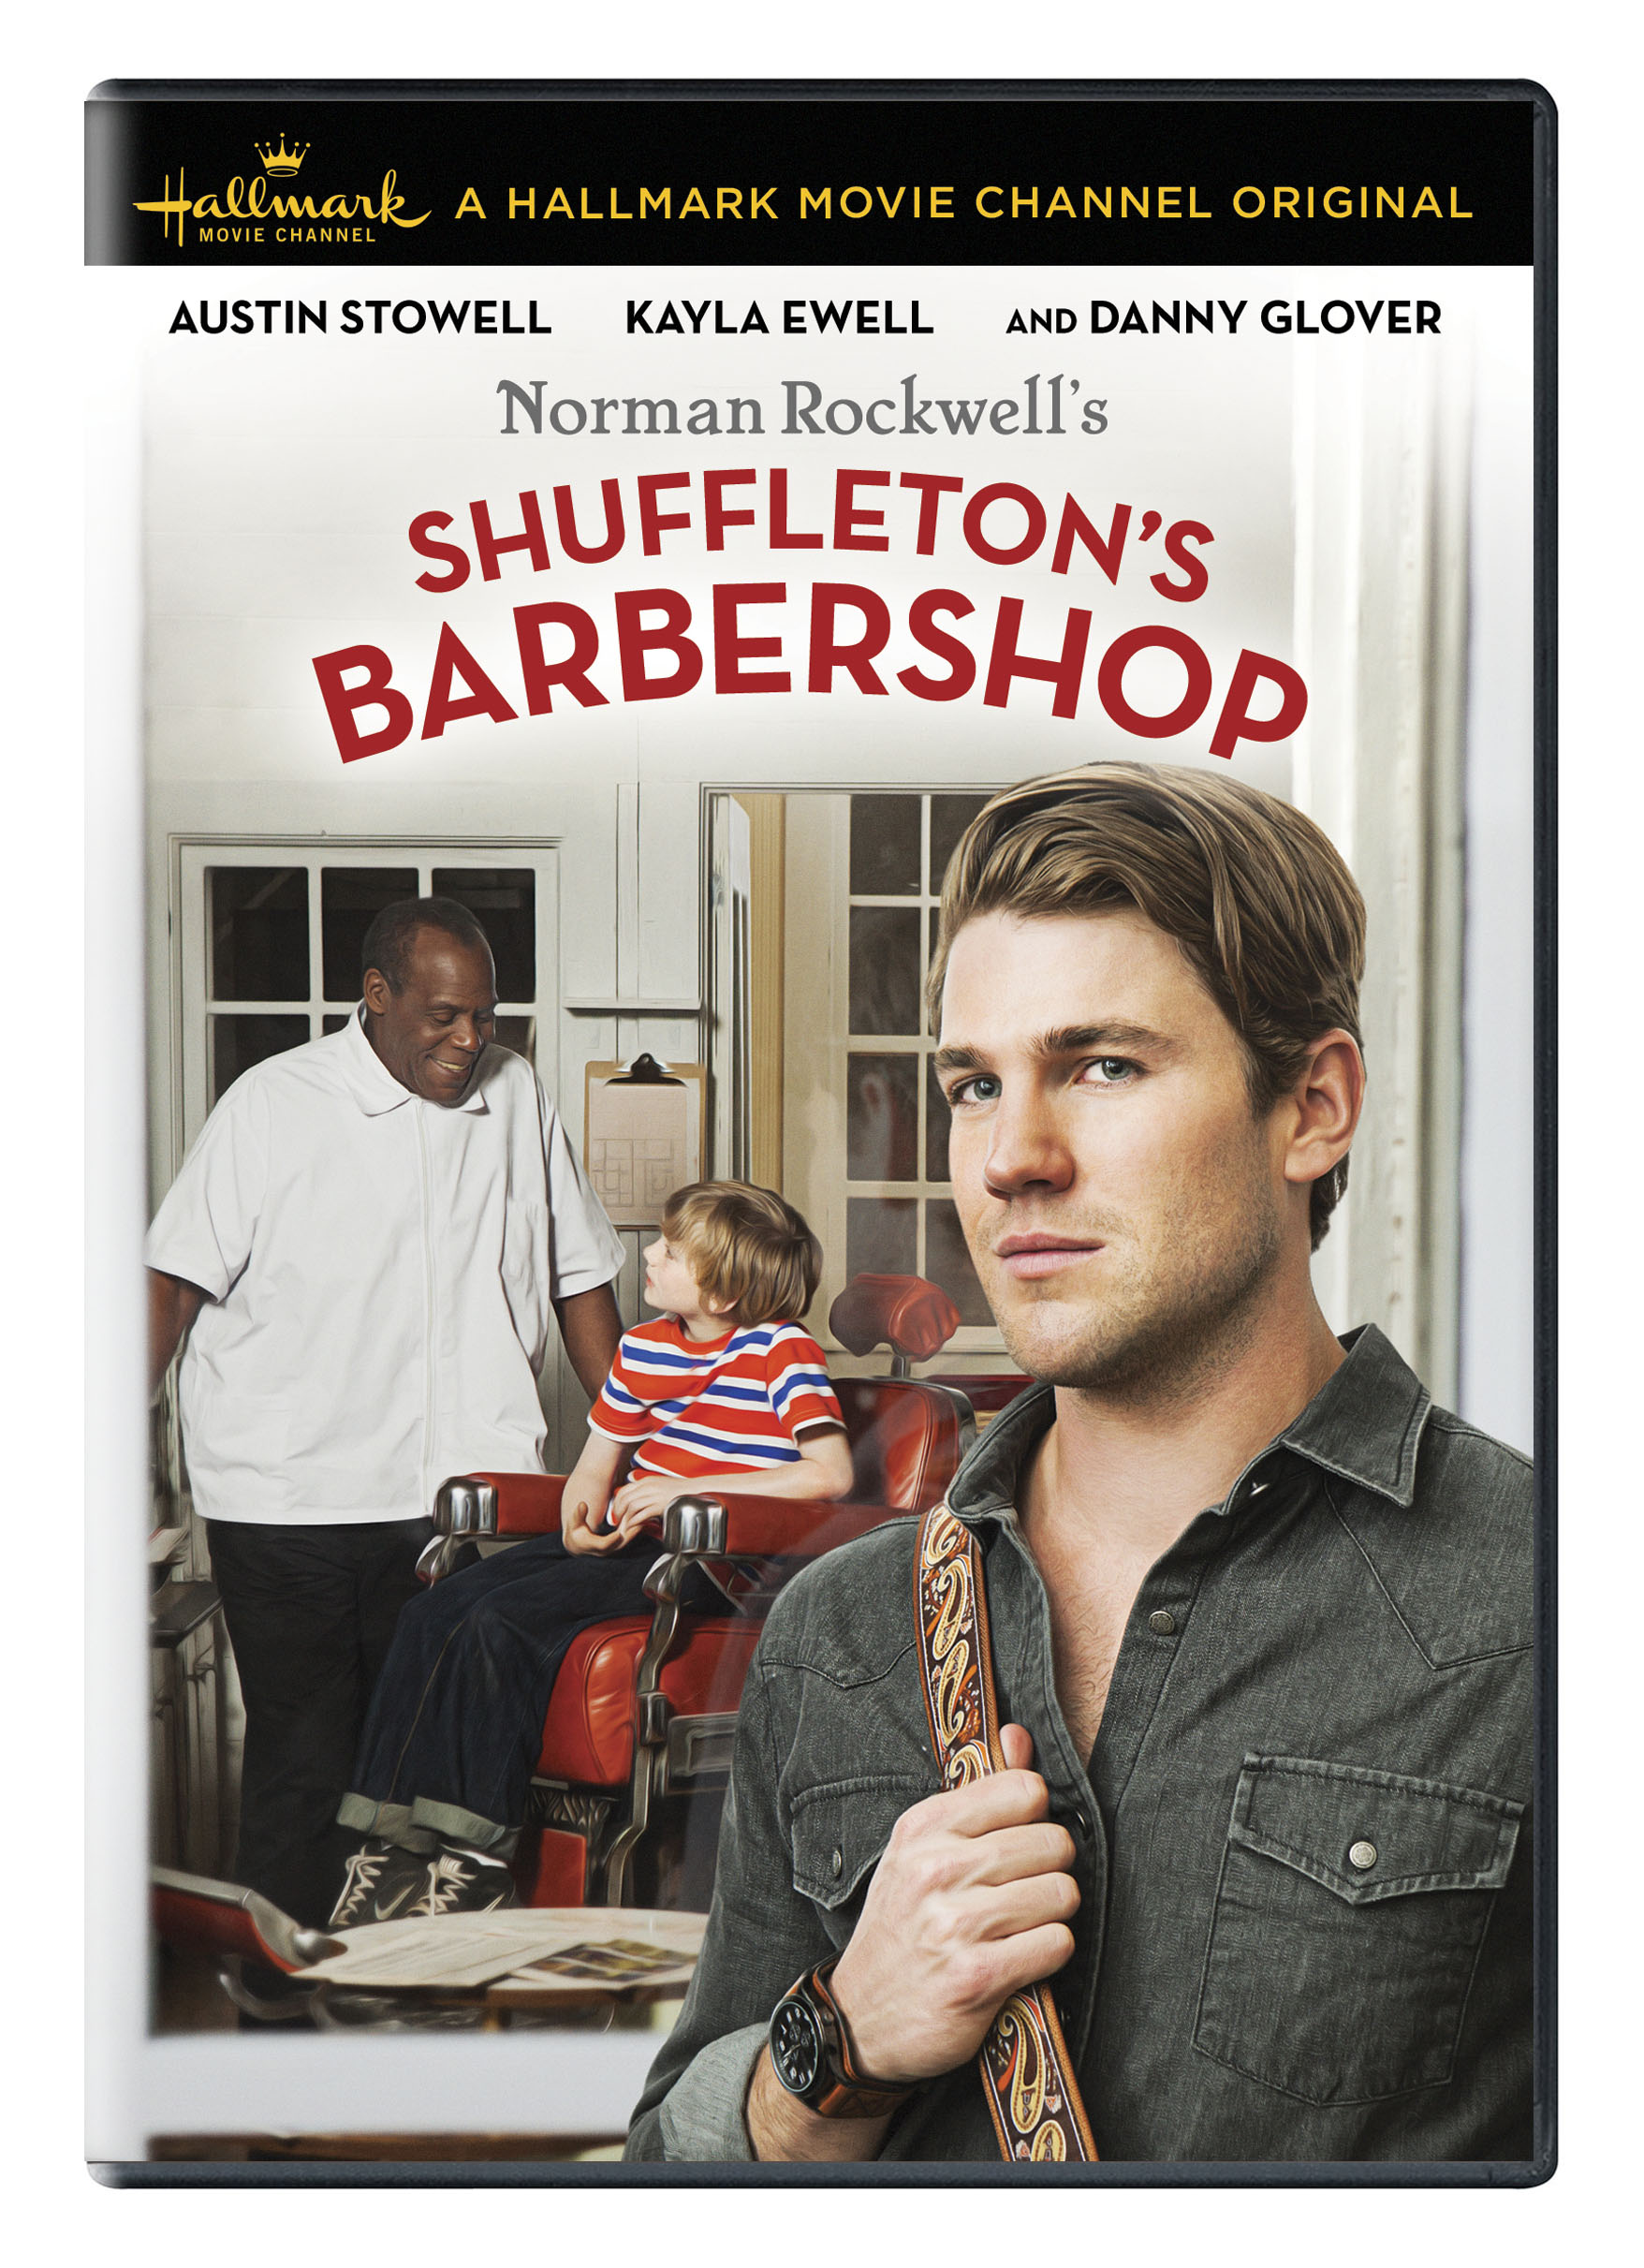 Hallmark
MOVIE CHANNEL
A HALLMARK MOVIE CHANNEL ORIGINAL
AUSTIN STOWELL KAYLA EWELL AND DANNY GLOVER
Norman Rockwell's
SHUFFLETON'S
BARBERSHOP